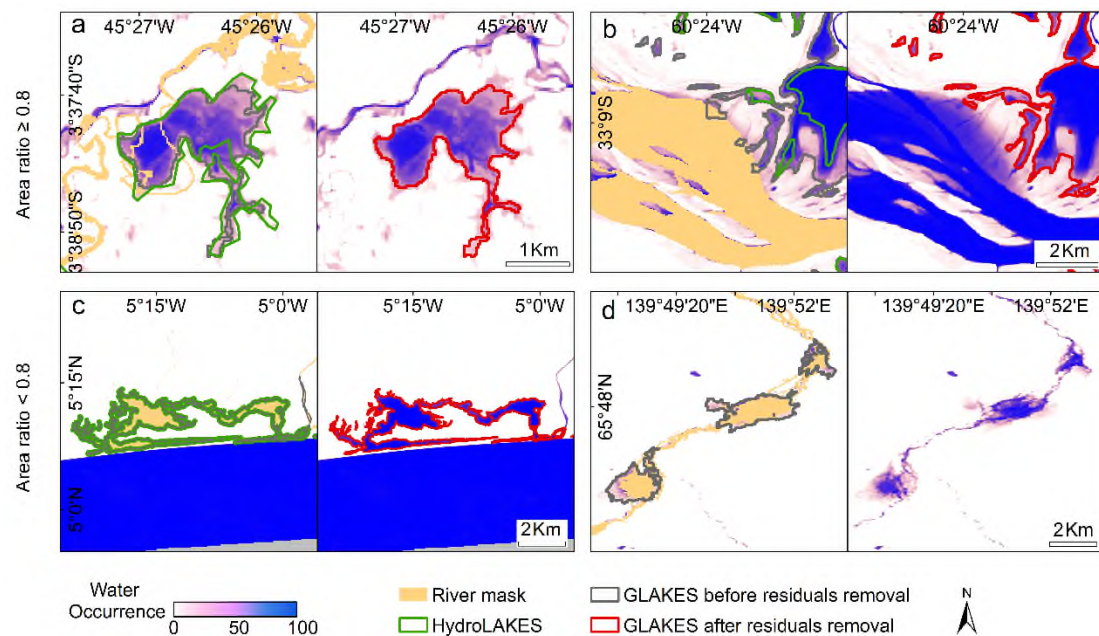 Area ratio ≥ 0.8
a
45°27'W 45°26'W
45°27'W 45°26'W
3°37'40"S
3°38'50"S
1Km
b
60°24'W
60°24'W
33°9'S
2Km
Area ratio < 0.8
c
5°15'W 5°0'W
5°15'W 5°0'W
5°15'N
5°0'N
2Km
d
139°49'20"E 139°52'E
139°49'20"E 139°52'E
65°48'N
2Km
Water
Occurrence
0 50 100
River mask
HydroLAKES
GLAKES before residuals removal
GLAKES after residuals removal
N